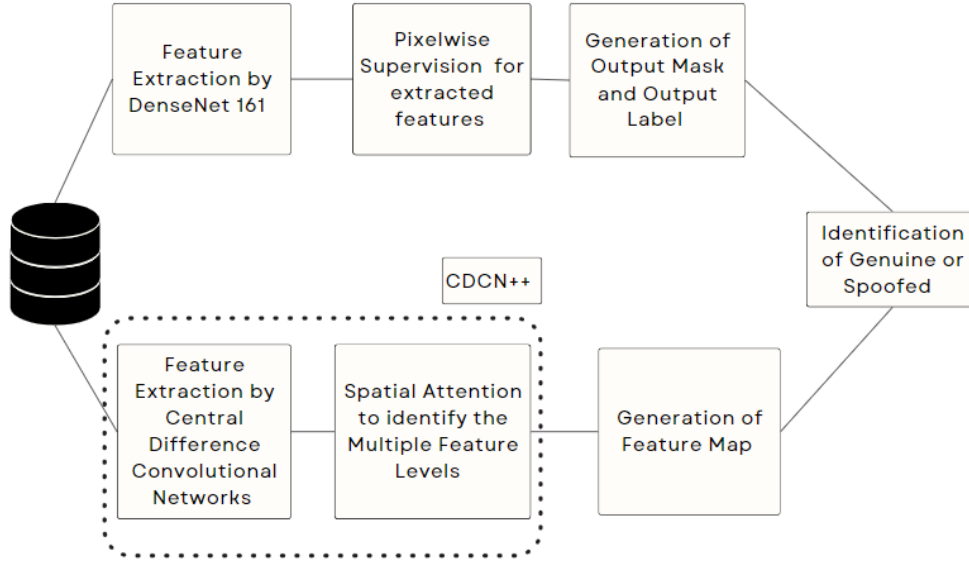 Feature
Extraction by
DenseNet 161
Pixelwise
Supervision for
extracted
features
Generation of
Output Mask
and Output
Label
Identification
of Genuine or
Spoofed
CDCN++
Feature
Extraction by
Central
Difference
Convolutional
Networks
Spatial Attention
to identify the
Multiple Feature
Levels
Generation of
Feature Map